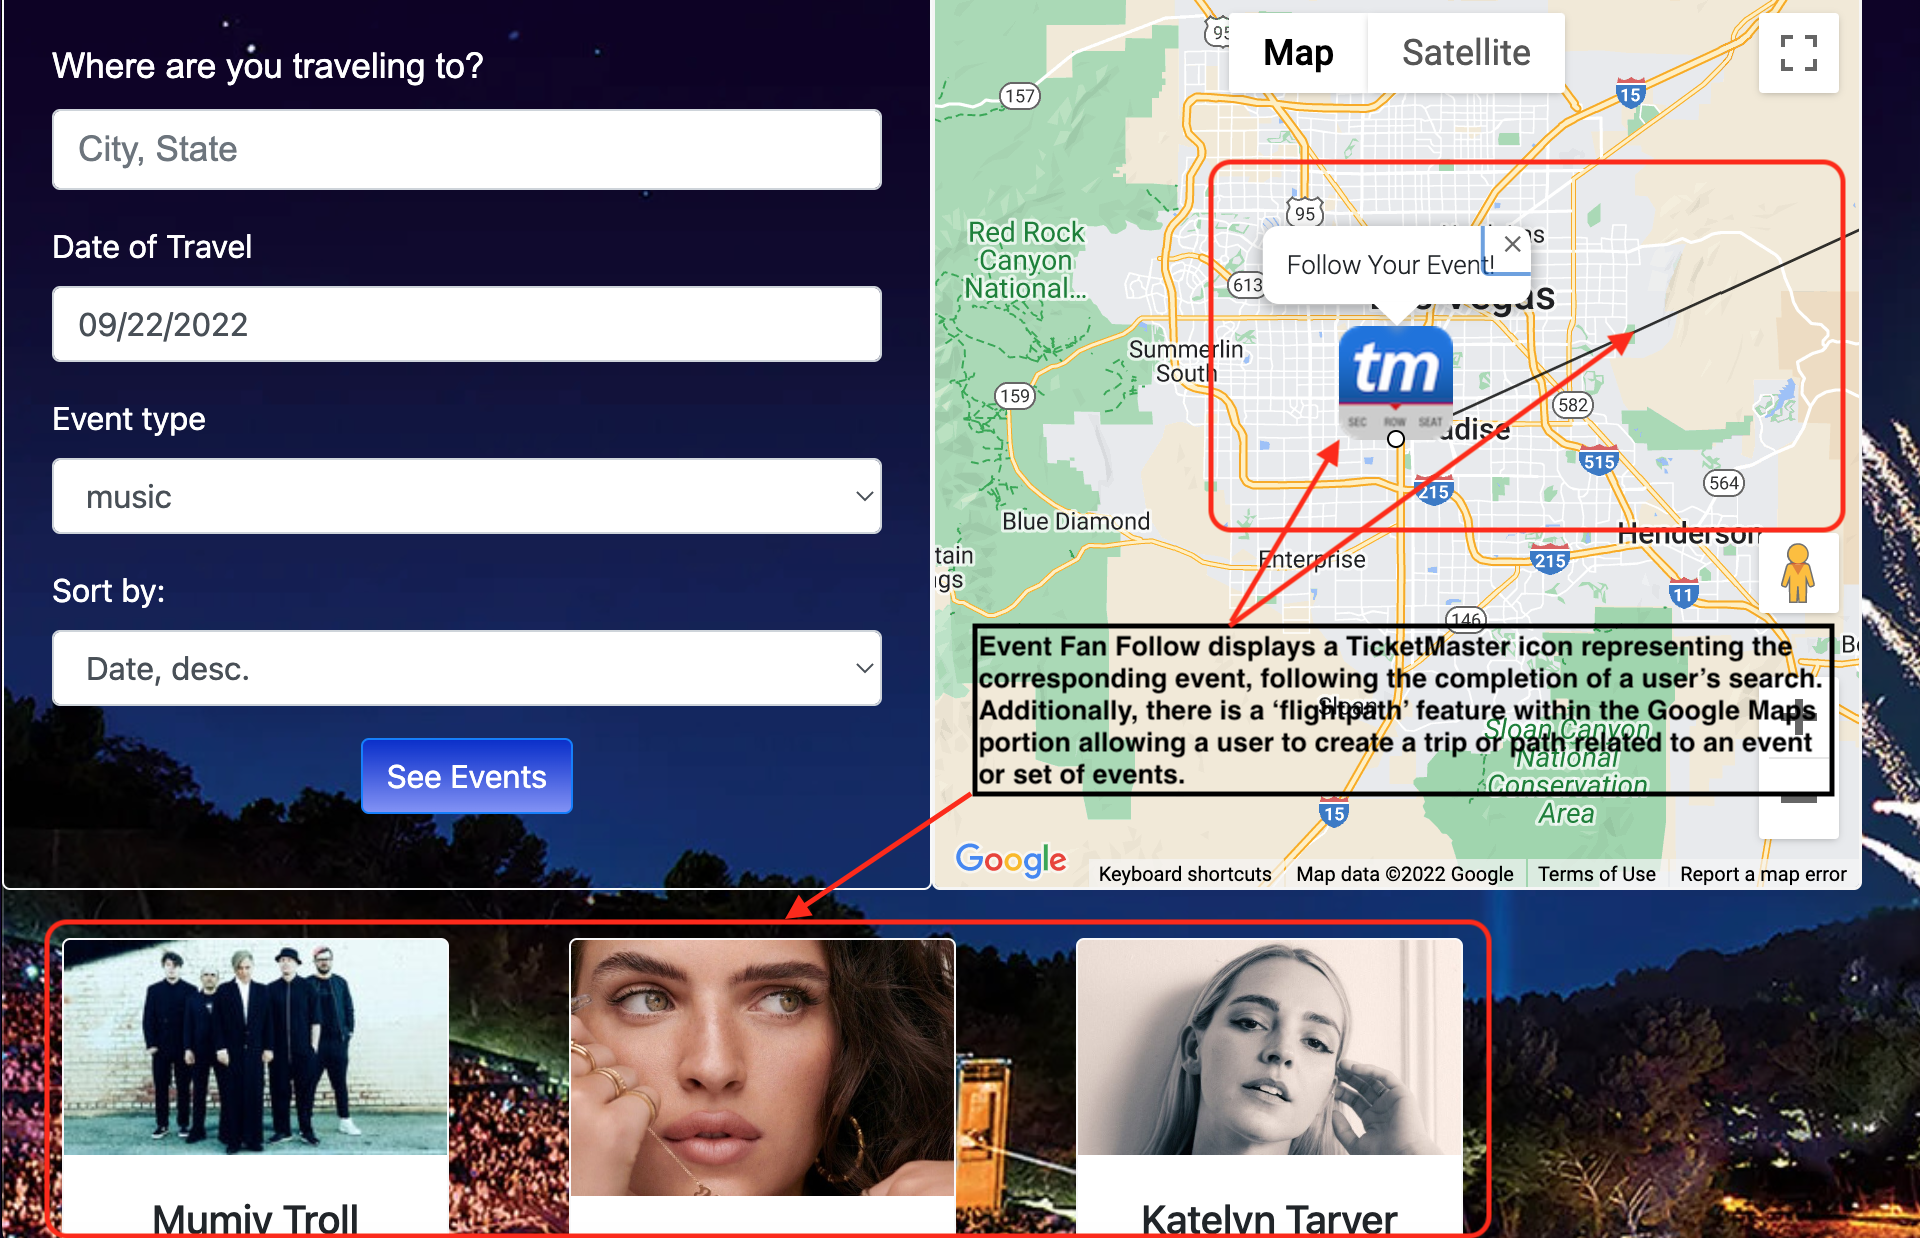 Where are you traveling to?
City, State
Date of Travel
09/22/2022
Event type
music
Sort by:
Date, desc.
See Events
95
Map
Satellite
157
15
Red Rock
Canyon
National...
95
Follow Your Event!
613
Summerlin
South
tm
SEC ROW SEAT
159
582
515
215
564
Blue Diamond
Henderson
Enterprise
215
11
146
Event Fan Follow displays a TicketMaster icon representing the
corresponding event, following the completion of a user's search.
Additionally, there is a 'flightpath' feature within the Google Maps
portion allowing a user to create a trip or path related to an event
or set of events.
Sloan
Sloan Canyon
National
Conservation
Area
15
Google
Keyboard shortcuts
Map data ©2022 Google
Terms of Use
Report a map error
Mumiy Troll
Katelyn Tarver